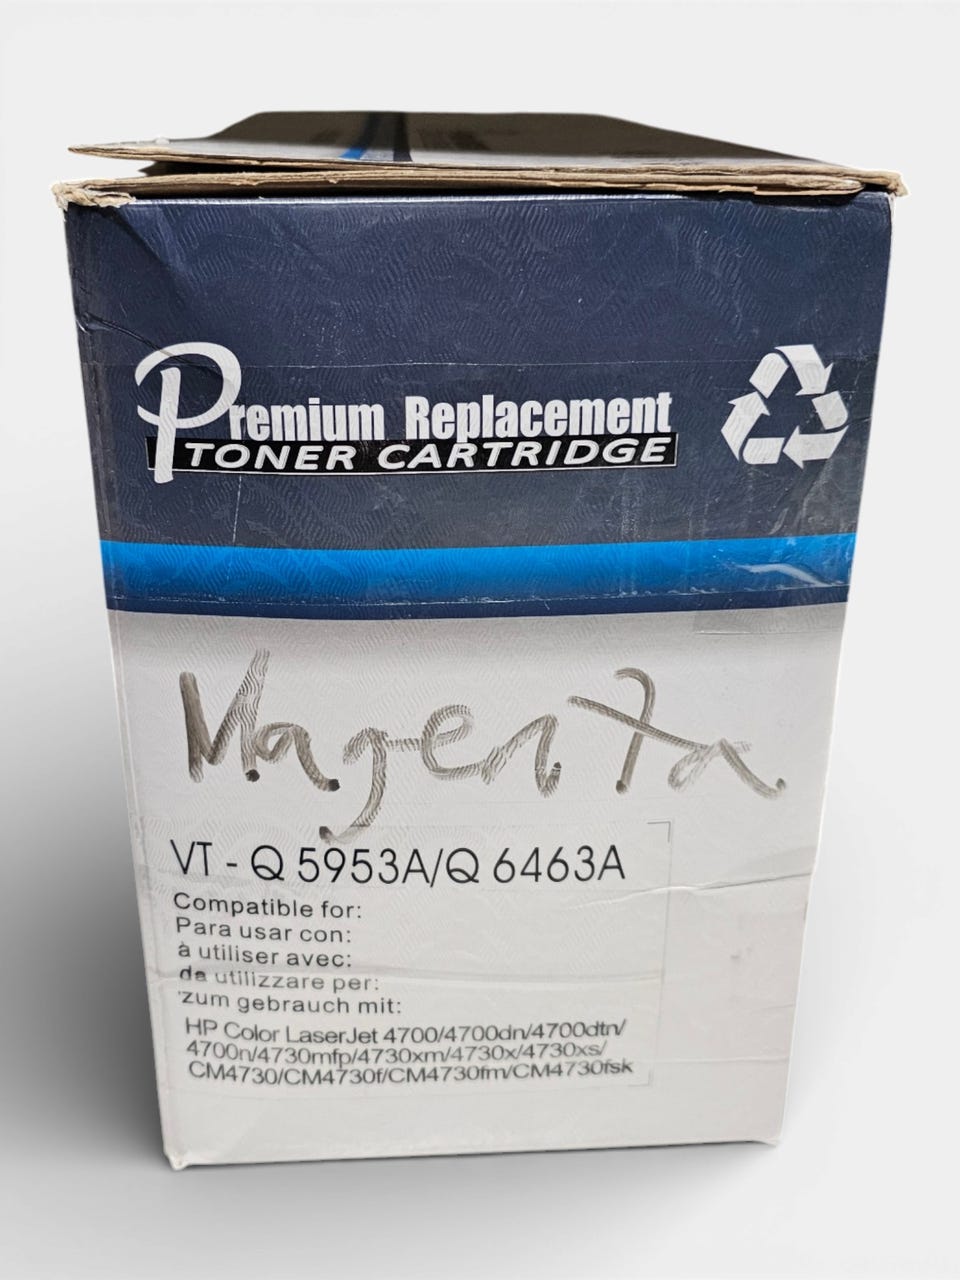 Premium Replacement
TONER CARTRIDGE
Magenta
VT - Q 5953A/Q 6463A
Compatible for:
Para usar con:
à utiliser avec:
da utilizzare per:
zum gebrauch mit:
HP Color LaserJet 4700/4700dn/4700dtn/
4700n/4730mfp/4730xm/4730x/4730xs/
CM4730/CM4730f/CM4730fm/CM4730fsk